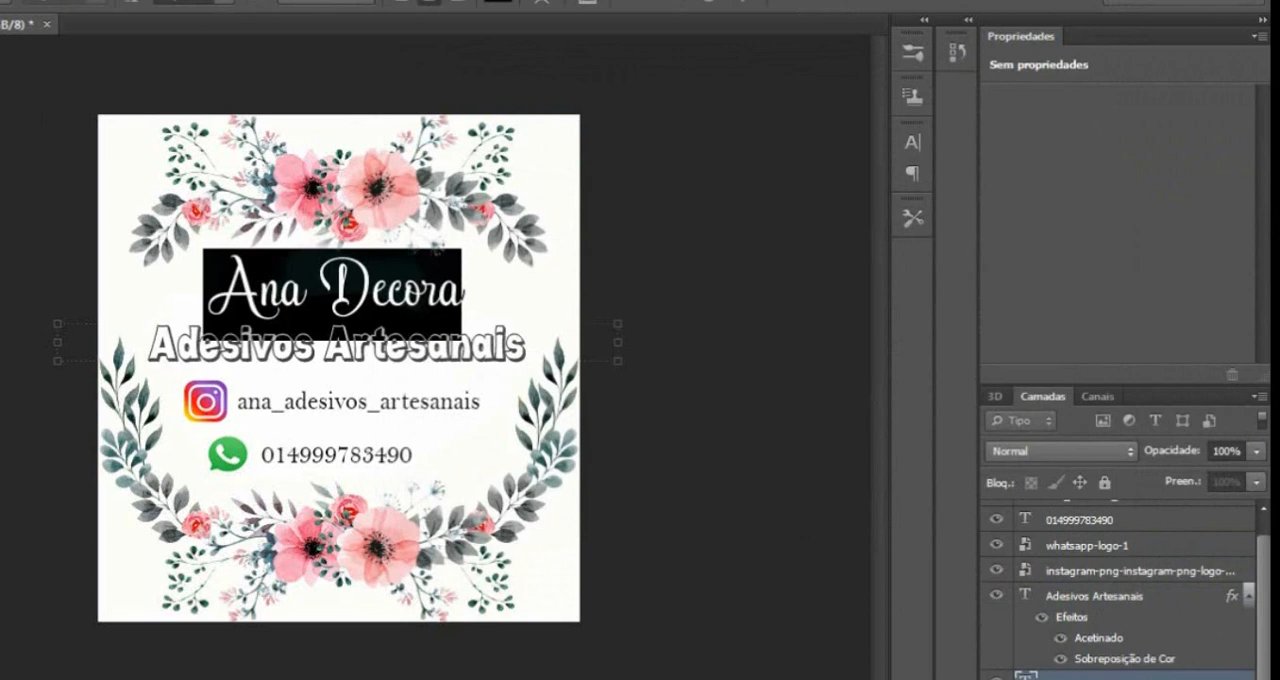 B/8) * ×
Propriedades
Sem propriedades
Ana Decora
Adesivos Artesanais
ana_adesivos_artesanais
014999783490
3D Camadas Canais
Tipo
Normal Opacidade: 100%
Bloq.: Preen.: 100%
014999783490
whatsapp-logo-1
instagram-png-instagram-png-logo-...
Adesivos Artesanais fx
Efeitos
Acetinado
Sobreposição de Cor